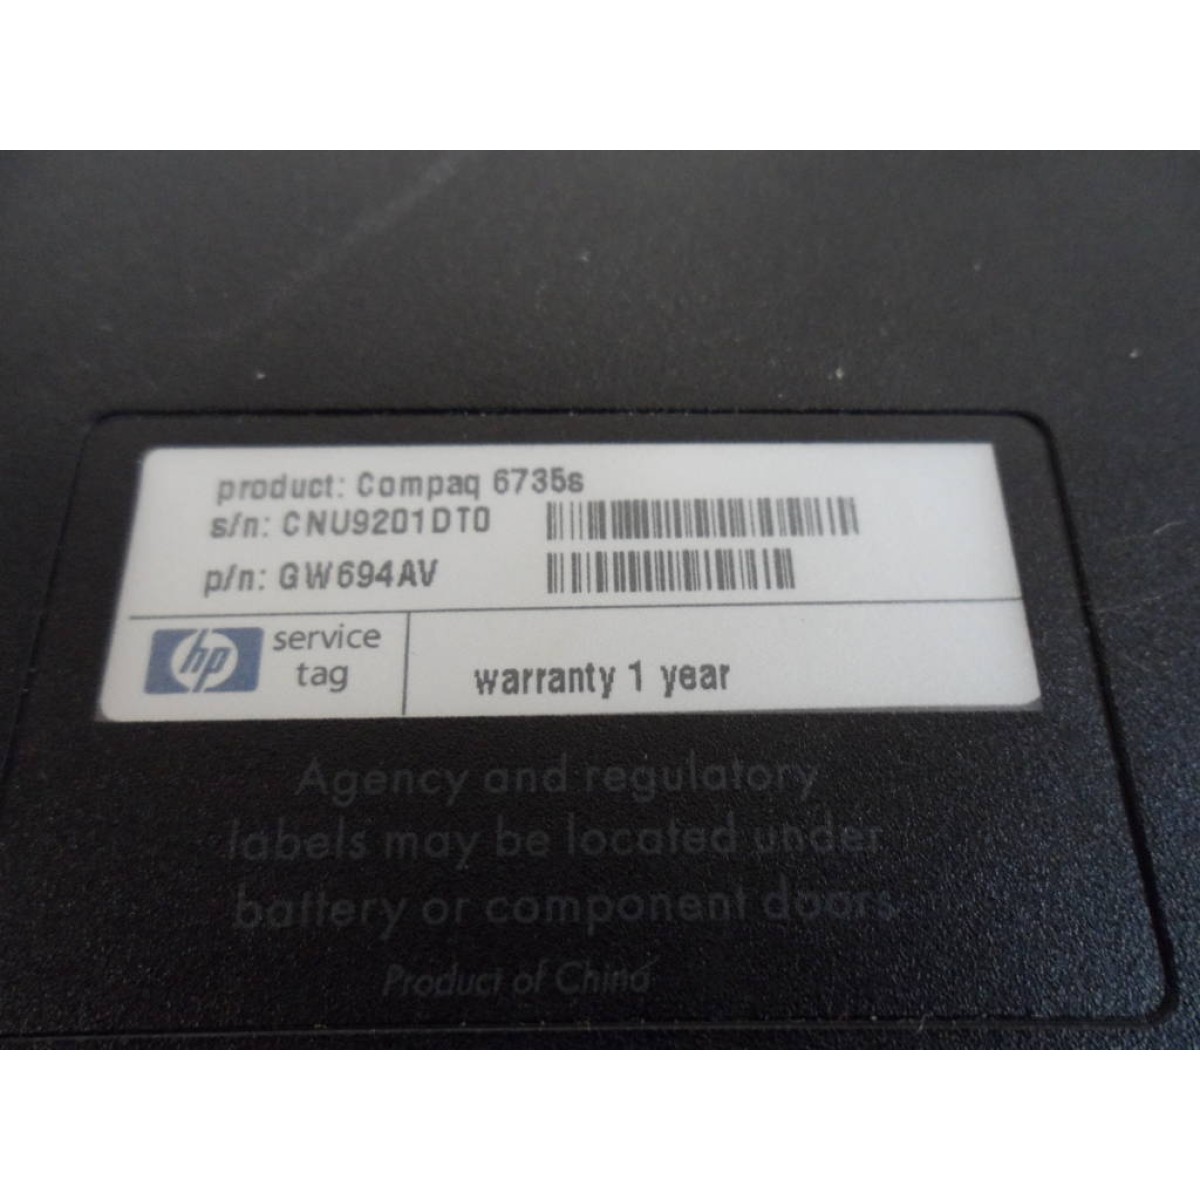 product: Compaq 6735s
s/n: CNU9201DT0
p/n: GW694AV
hp
service
tag
warranty 1 year
Agency and regulatory
labels may be located under
battery or component doors.
Product of China